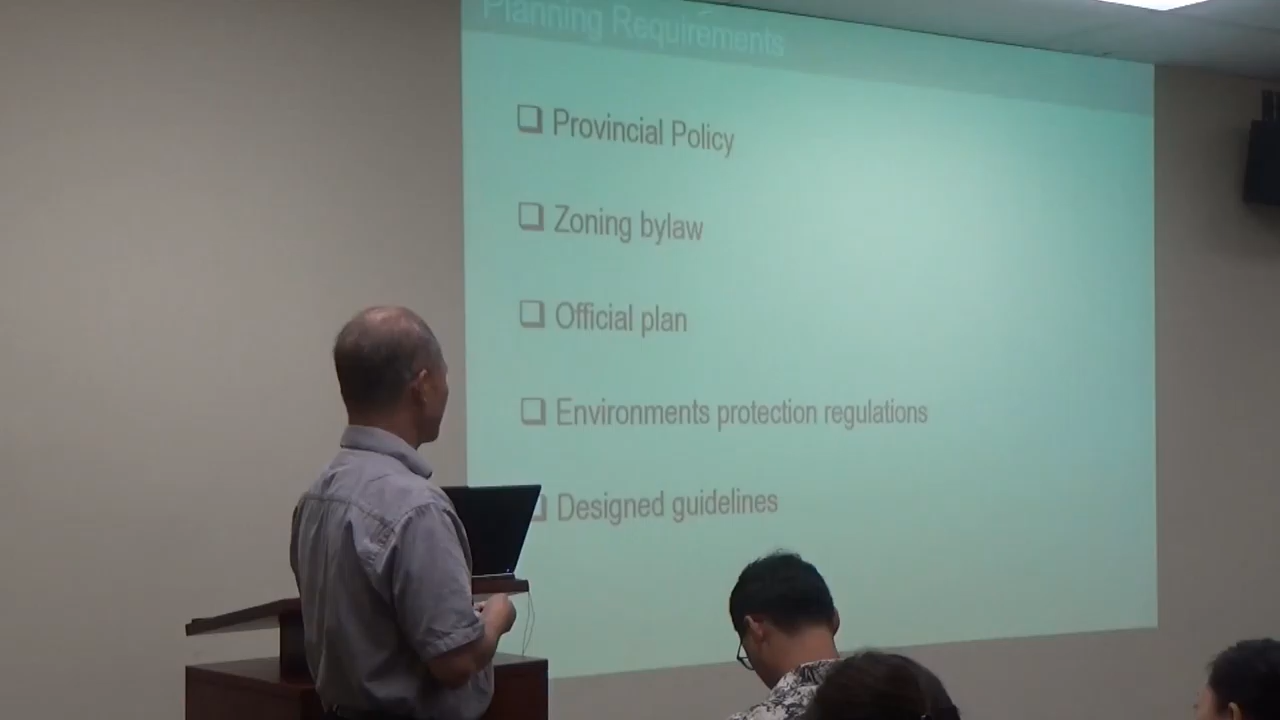 Planning Requirements
❑ Provincial Policy
❑ Zoning bylaw
❑ Official plan
❑ Environments protection regulations
❑ Designed guidelines